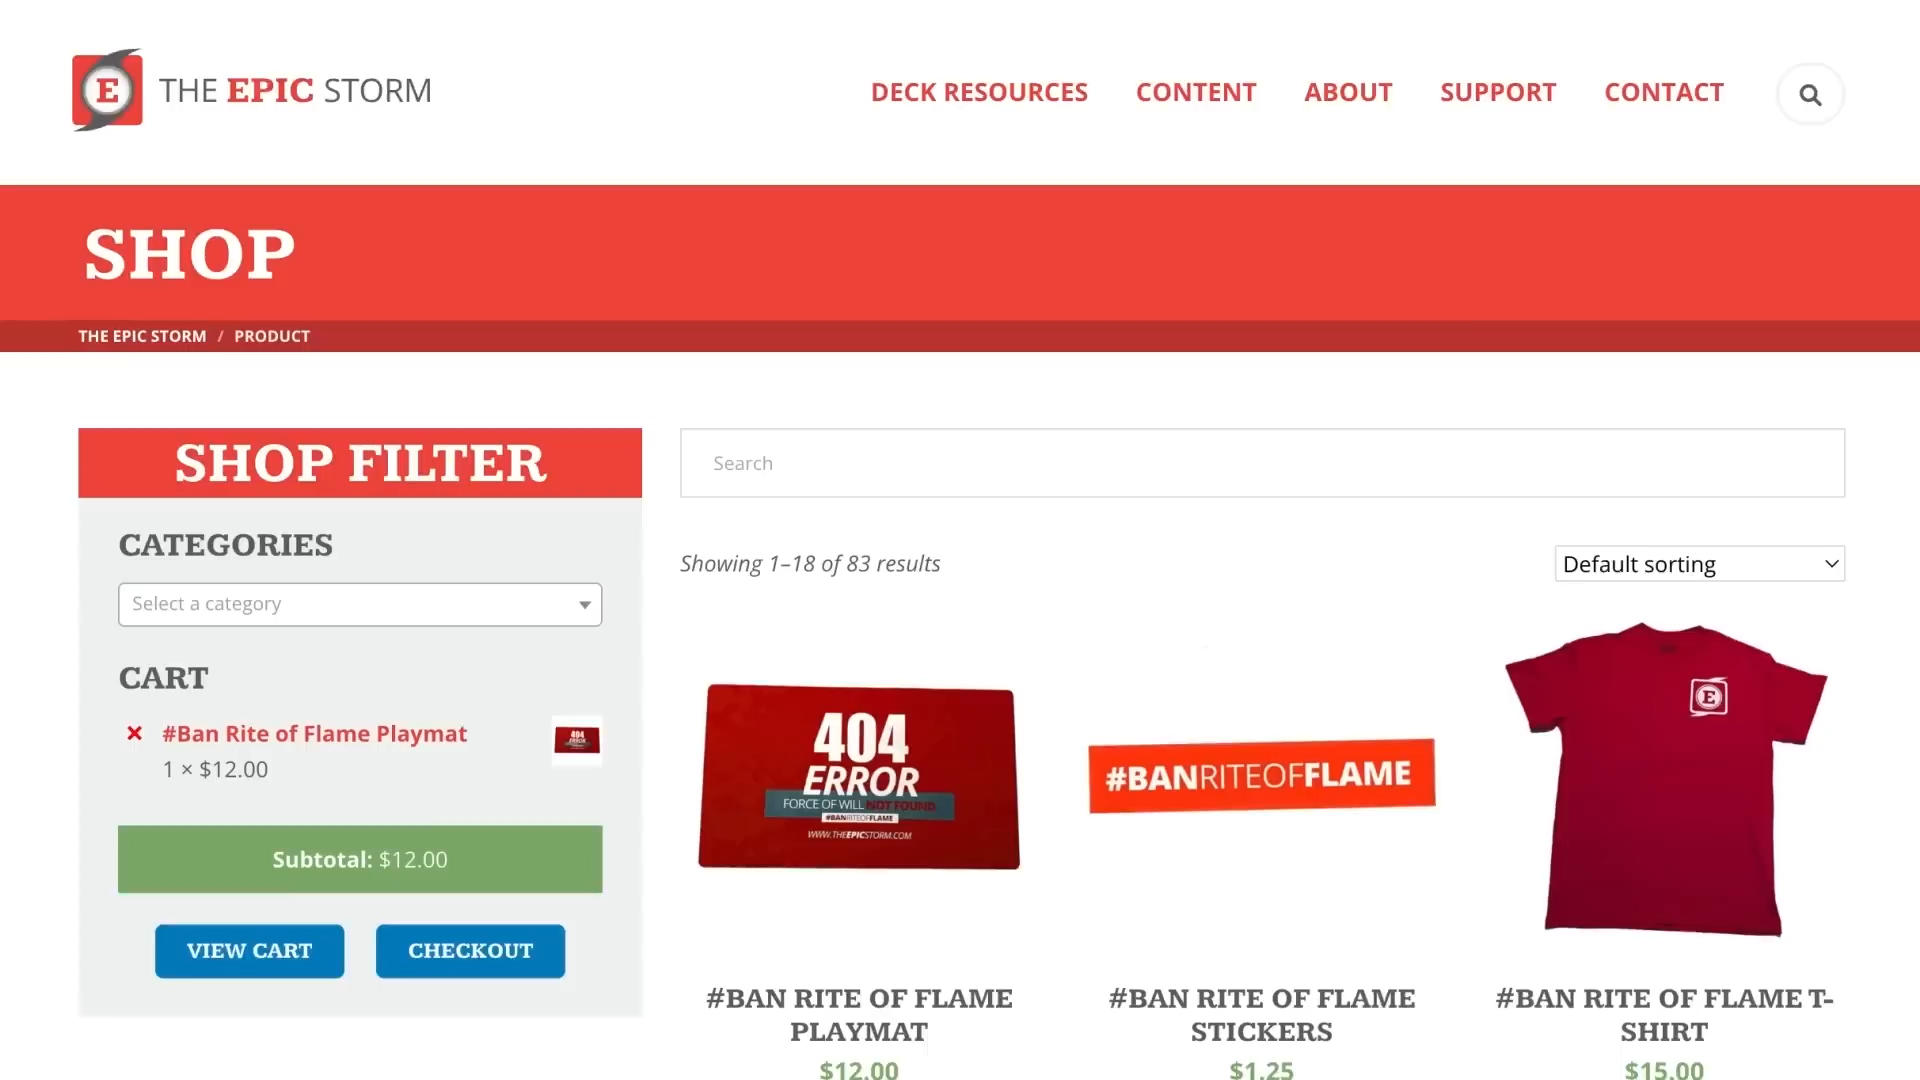 E
THE EPIC STORM
DECK RESOURCES
CONTENT
ABOUT
SUPPORT
CONTACT
SHOP
THE EPIC STORM / PRODUCT
SHOP FILTER
CATEGORIES
Select a category
CART
#Ban Rite of Flame Playmat
1 × $12.00
404
ERROR
Subtotal: $12.00
VIEW CART
CHECKOUT
Search
Showing 1–18 of 83 results
Default sorting
404
ERROR
FORCE OF WILL NOT FOUND
#BANRITEOFFLAME
WWW.THEEPICSTORM.COM
#BAN RITE OF FLAME
PLAYMAT
$12.00
#BANRITEOFFLAME
#BAN RITE OF FLAME
STICKERS
$1.25
E
#BAN RITE OF FLAME T-
SHIRT
$15.00